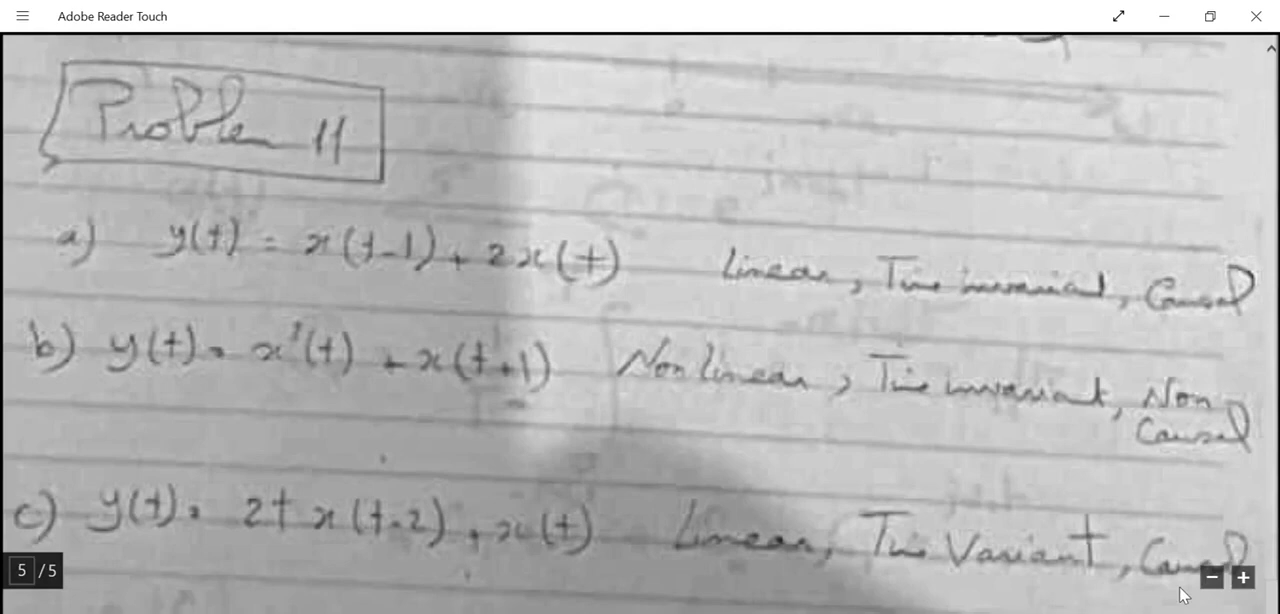 Adobe Reader Touch
Problem 11
a) y(t) = x(t-1) + 2x(t) Linear, Time invariant, Causal
b) y(t) = x²(t) + x(t+1) Non linear, Time invariant, Non
Causal
c) y(t) = 2t x(t-2) + x(t) Linear, Time Variant, Causal
5 / 5